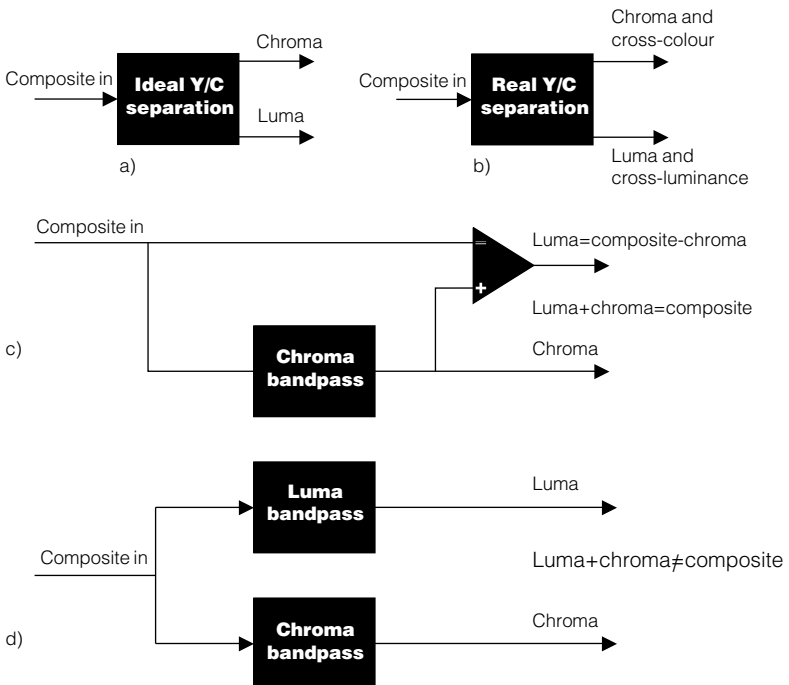 Composite in
Ideal Y/C
separation
Chroma
Luma
a)
Composite in
Real Y/C
separation
Chroma and
cross-colour
Luma and
cross-luminance
b)
Composite in
=
+
Luma=composite-chroma
Luma+chroma=composite
Chroma
bandpass
Chroma
c)
Composite in
Luma
bandpass
Luma
Luma+chroma≠composite
Chroma
bandpass
Chroma
d)